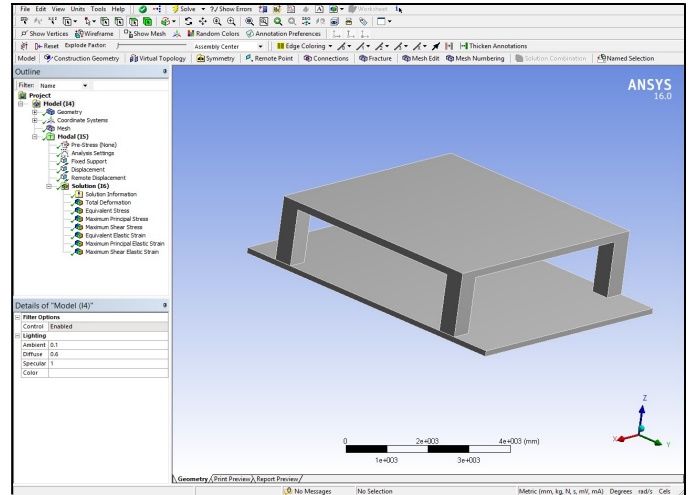 File Edit View Units Tools Help Solve ?/ Show Errors A Worksheet
Show Vertices Wireframe Show Mesh Random Colors Annotation Preferences
Reset Explode Factor: Assembly Center Edge Coloring Thicken Annotations
Model Construction Geometry Virtual Topology Symmetry Remote Point Connections Fracture Mesh Edit Mesh Numbering Solution Combination Named Selection
Outline
Filter: Name
Project
Model (I4)
Geometry
Coordinate Systems
Mesh
Modal (I5)
Pre-Stress (None)
Analysis Settings
Fixed Support
Displacement
Remote Displacement
Solution (I6)
Solution Information
Total Deformation
Equivalent Stress
Maximum Principal Stress
Maximum Shear Stress
Equivalent Elastic Strain
Maximum Principal Elastic Strain
Maximum Shear Elastic Strain
Details of "Model (I4)"
Filter Options
Control Enabled
Lighting
Ambient 0.1
Diffuse 0.6
Specular 1
Color
ANSYS
16.0
Z
X Y
0 2e+003 4e+003 (mm)
1e+003 3e+003
Geometry Print Preview Report Preview
No Messages No Selection Metric (mm, kg, N, s, mV, mA) Degrees rad/s Cels